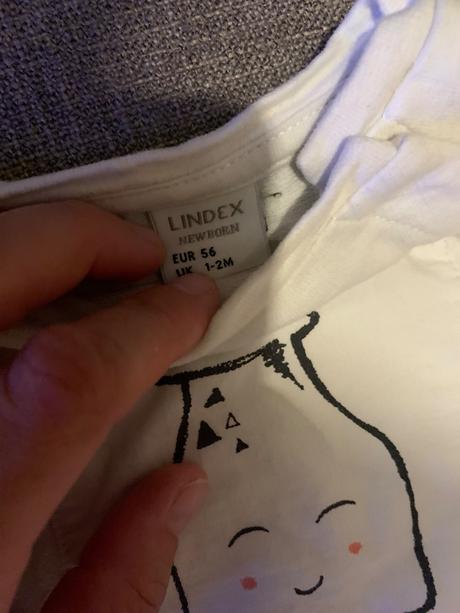 LINDEX
NEWBORN
EUR 56
UK 1-2M